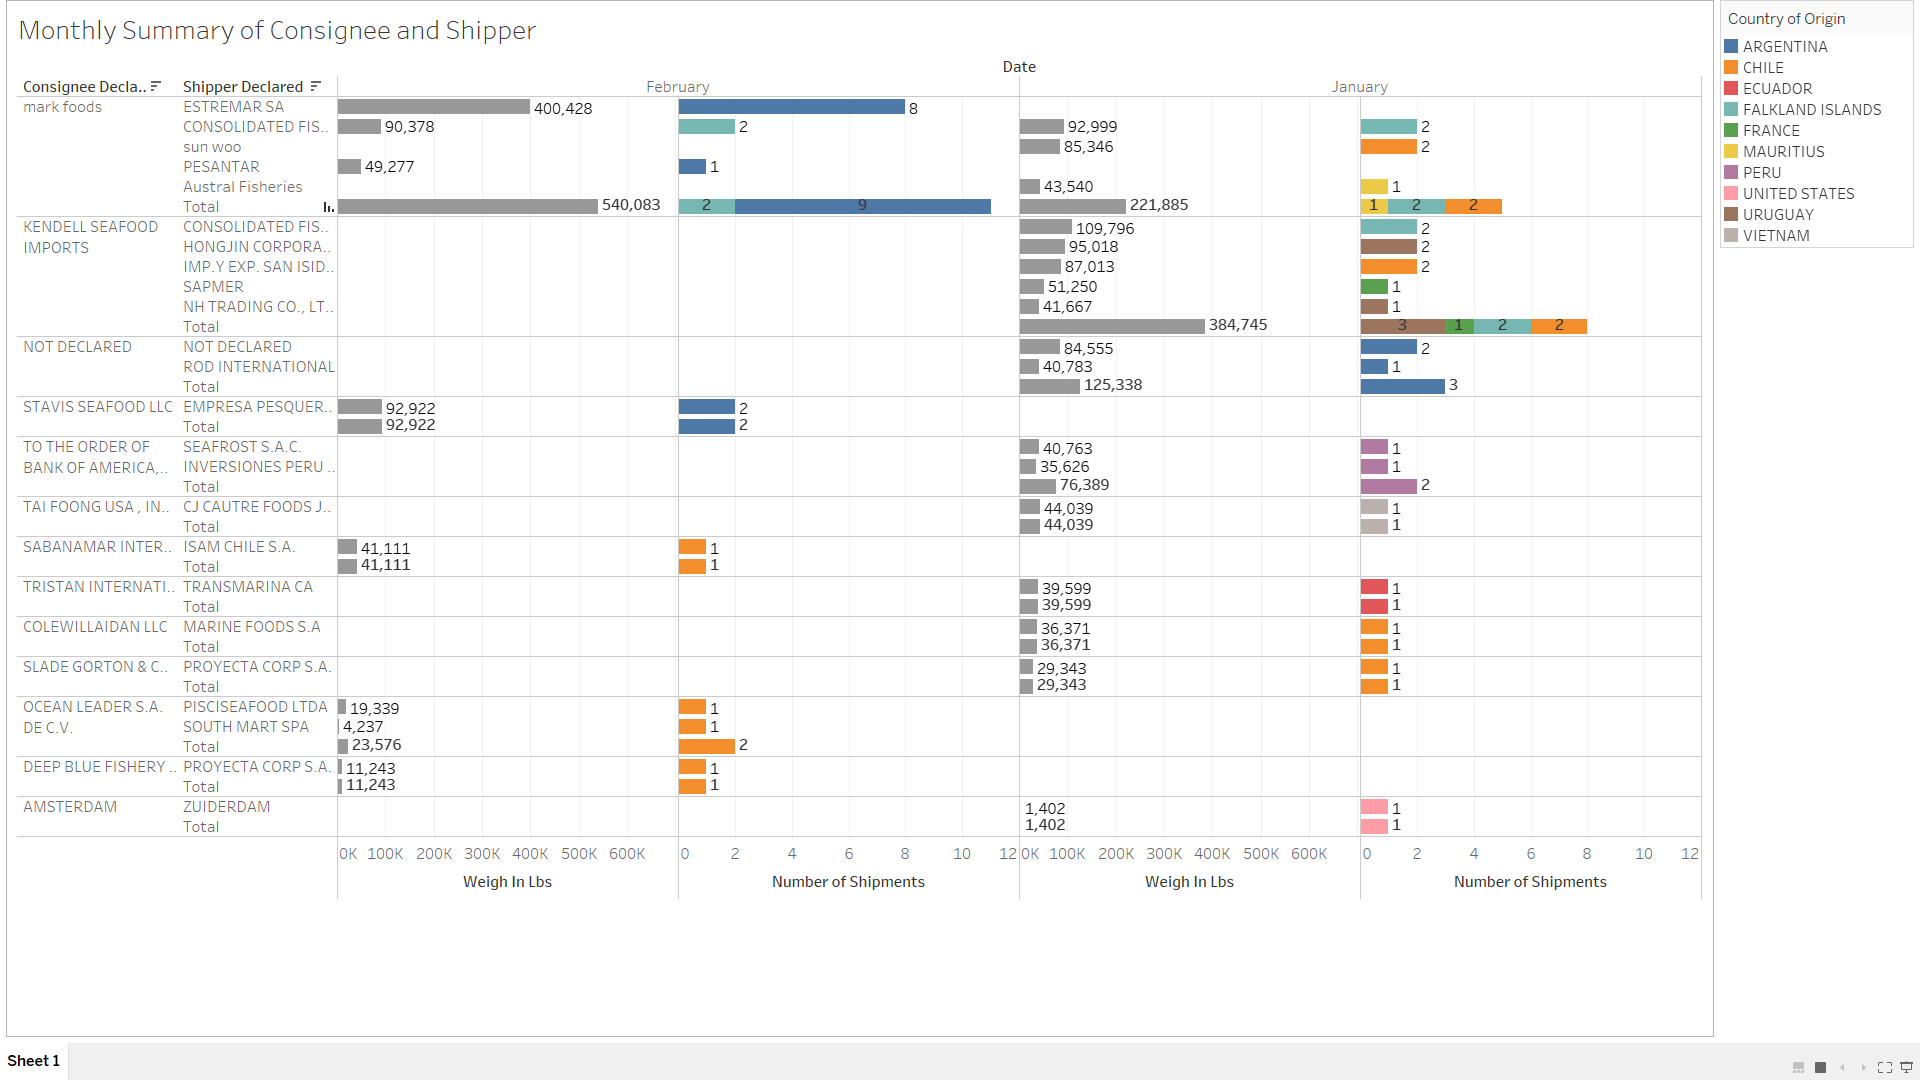 Monthly Summary of Consignee and Shipper
Date
Consignee Decla.. Shipper Declared February January
mark foods ESTREMAR SA 400,428 8
CONSOLIDATED FIS.. 90,378 2 92,999 2
sun woo 85,346 2
PESANTAR 49,277 1
Austral Fisheries 43,540 1
Total 540,083 2 9 221,885 1 2 2
KENDELL SEAFOOD CONSOLIDATED FIS.. 109,796 2
IMPORTS HONGJIN CORPORA.. 95,018 2
IMP.Y EXP. SAN ISID.. 87,013 2
SAPMER 51,250 1
NH TRADING CO., LT.. 41,667 1
Total 384,745 3 1 2 2
NOT DECLARED NOT DECLARED 84,555 2
ROD INTERNATIONAL 40,783 1
Total 125,338 3
STAVIS SEAFOOD LLC EMPRESA PESQUER.. 92,922 2
Total 92,922 2
TO THE ORDER OF SEAFROST S.A.C. 40,763 1
BANK OF AMERICA,.. INVERSIONES PERU .. 35,626 1
Total 76,389 2
TAI FOONG USA , IN.. CJ CAUTRE FOODS J.. 44,039 1
Total 44,039 1
SABANAMAR INTER.. ISAM CHILE S.A. 41,111 1
Total 41,111 1
TRISTAN INTERNATI.. TRANSMARINA CA 39,599 1
Total 39,599 1
COLEWILLAIDAN LLC MARINE FOODS S.A 36,371 1
Total 36,371 1
SLADE GORTON & C.. PROYECTA CORP S.A. 29,343 1
Total 29,343 1
OCEAN LEADER S.A. PISCISEAFOOD LTDA 19,339 1
DE C.V. SOUTH MART SPA 4,237 1
Total 23,576 2
DEEP BLUE FISHERY .. PROYECTA CORP S.A. 11,243 1
Total 11,243 1
AMSTERDAM ZUIDERDAM 1,402 1
Total 1,402 1
0K 100K 200K 300K 400K 500K 600K 0 2 4 6 8 10 12 0K 100K 200K 300K 400K 500K 600K 0 2 4 6 8 10 12
Weigh In Lbs Number of Shipments Weigh In Lbs Number of Shipments
Country of Origin
ARGENTINA
CHILE
ECUADOR
FALKLAND ISLANDS
FRANCE
MAURITIUS
PERU
UNITED STATES
URUGUAY
VIETNAM
Sheet 1